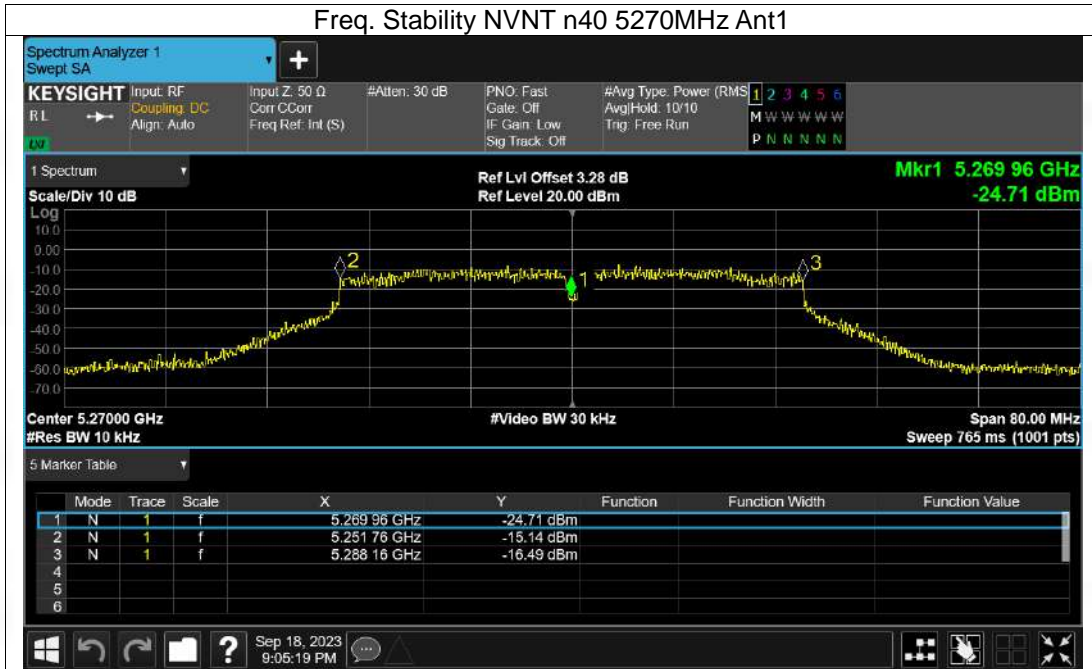 Freq. Stability NVNT n40 5270MHz Ant1
Spectrum Analyzer 1
Swept SA
+
KEYSIGHT Input: RF Input Z: 50 Ω #Atten: 30 dB PNO: Fast #Avg Type: Power (RMS 1 2 3 4 5 6
RL Coupling: DC Corr CCorr Gate: Off Avg|Hold: 10/10 M W W W W W
Align: Auto Freq Ref: Int (S) IF Gain: Low Trig: Free Run
LXI Sig Track: Off P N N N N N
1 Spectrum Ref Lvl Offset 3.28 dB Mkr1 5.269 96 GHz
Scale/Div 10 dB Ref Level 20.00 dBm -24.71 dBm
Log
10.0
0.00
-10.0
-20.0
-30.0
-40.0
-50.0
-60.0
-70.0
2
1
3
Center 5.27000 GHz #Video BW 30 kHz Span 80.00 MHz
#Res BW 10 kHz Sweep 765 ms (1001 pts)
5 Marker Table
Mode Trace Scale X Y Function Function Width Function Value
1 N 1 f 5.269 96 GHz -24.71 dBm
2 N 1 f 5.251 76 GHz -15.14 dBm
3 N 1 f 5.288 16 GHz -16.49 dBm
4
5
6
? Sep 18, 2023
9:05:19 PM